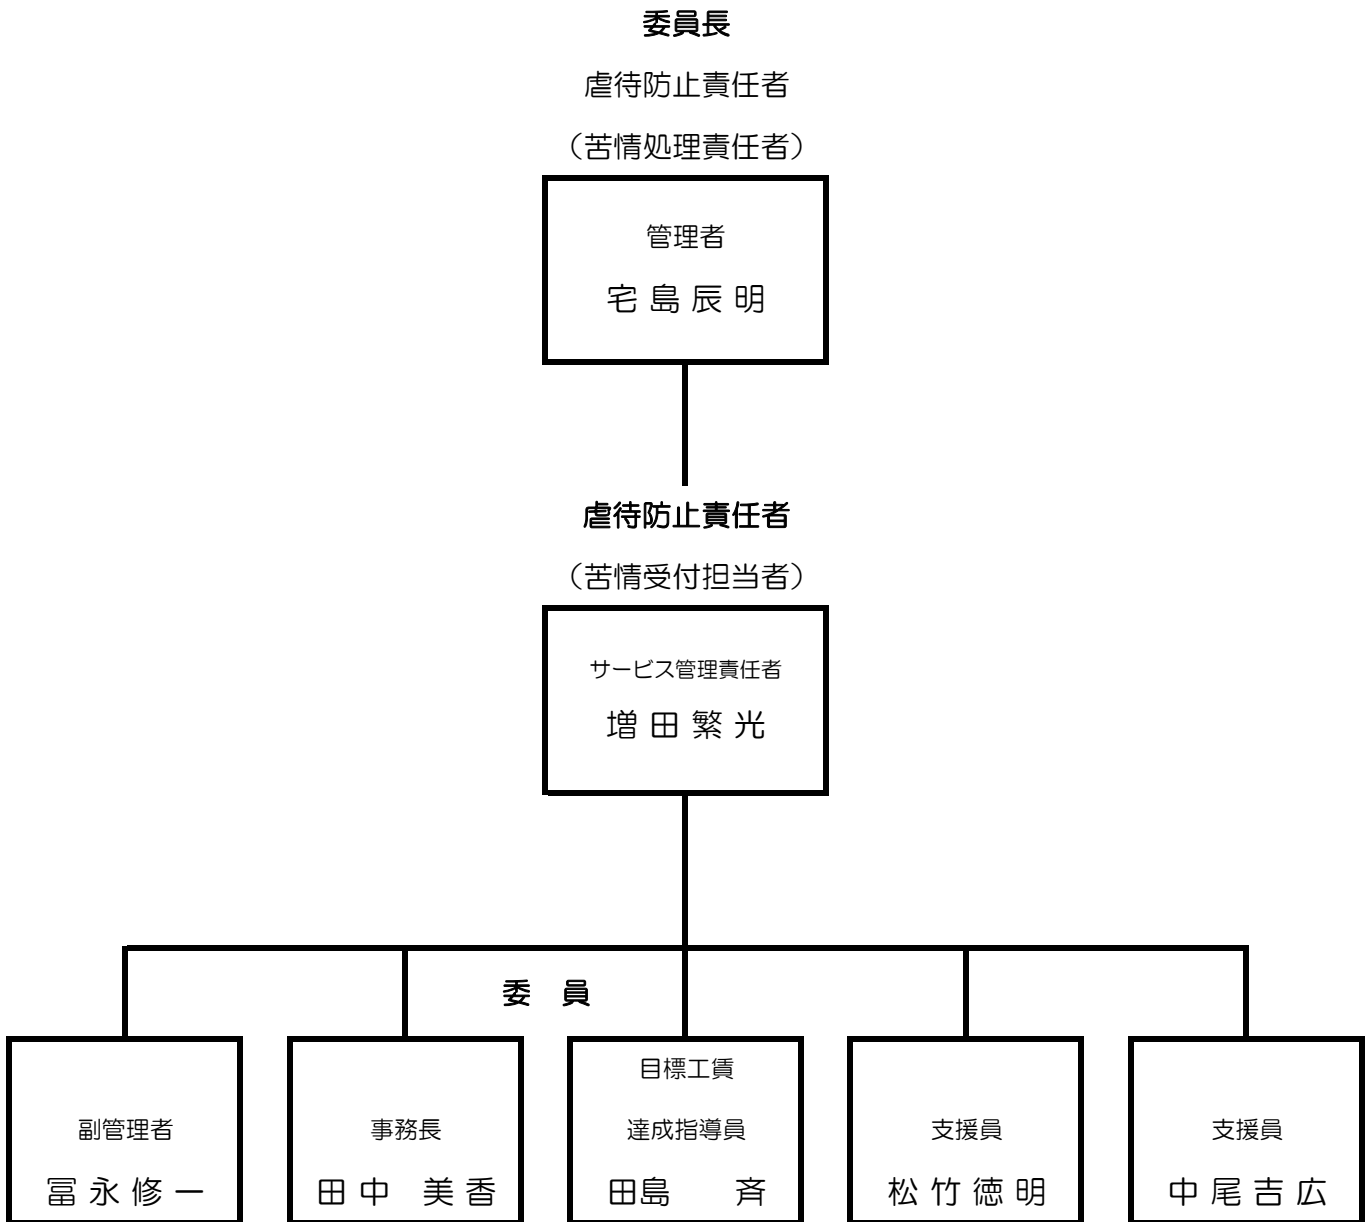 委員長
虐待防止責任者
（苦情処理責任者）
管理者
宅島辰明
虐待防止責任者
（苦情受付担当者）
サービス管理責任者
増田繁光
委　員
副管理者
冨永修一
事務長
田中　美香
目標工賃
達成指導員
田島　　斉
支援員
松竹徳明
支援員
中尾吉広